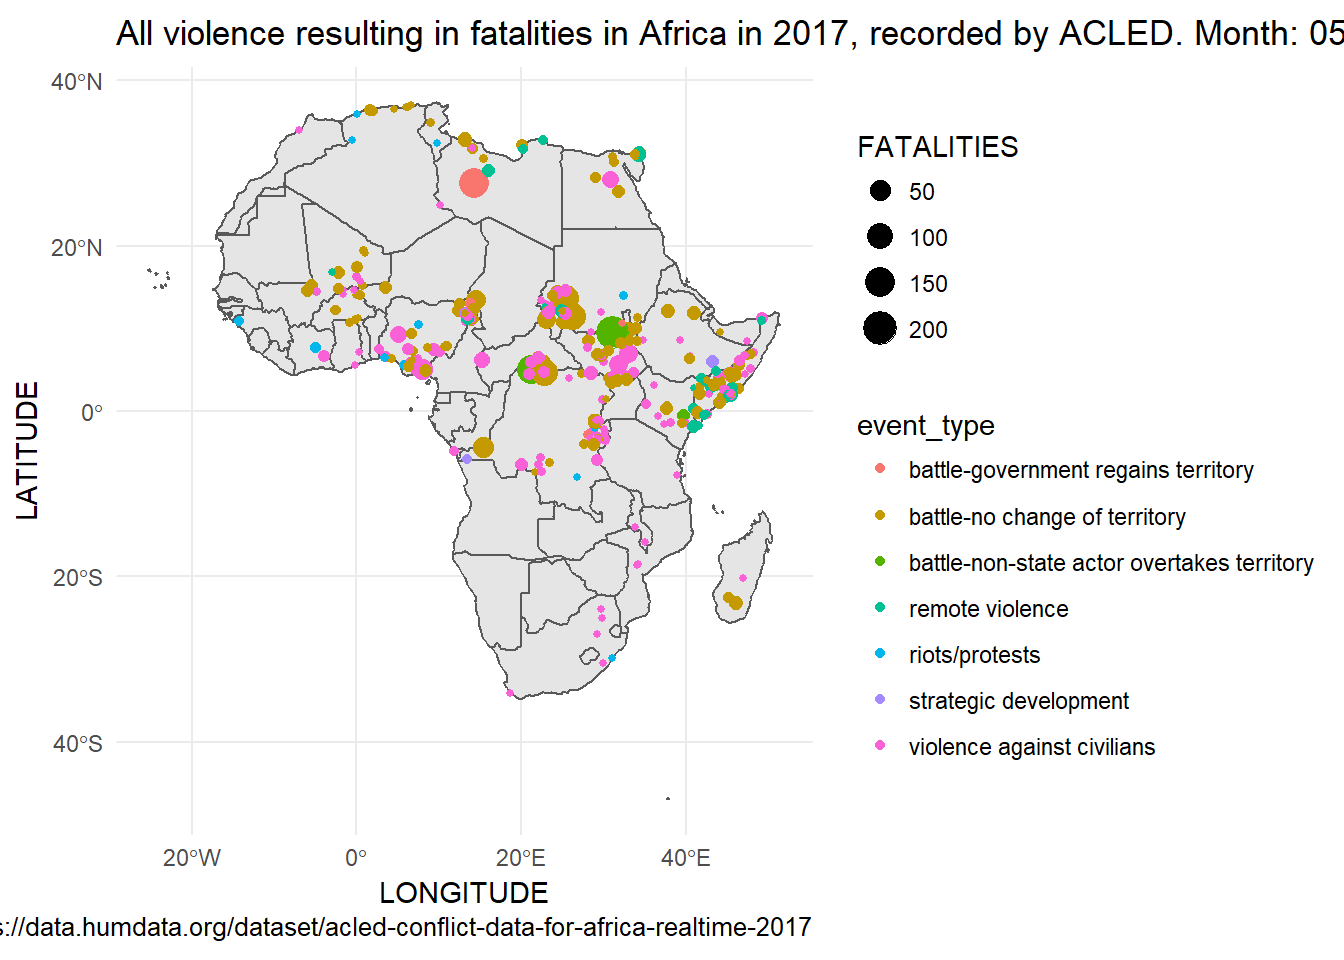 All violence resulting in fatalities in Africa in 2017, recorded by ACLED. Month: 05
40°N
20°N
0°
20°S
40°S
LATITUDE
20°W
0°
20°E
40°E
LONGITUDE
s://data.humdata.org/dataset/acled-conflict-data-for-africa-realtime-2017
FATALITIES
50
100
150
200
event_type
battle-government regains territory
battle-no change of territory
battle-non-state actor overtakes territory
remote violence
riots/protests
strategic development
violence against civilians